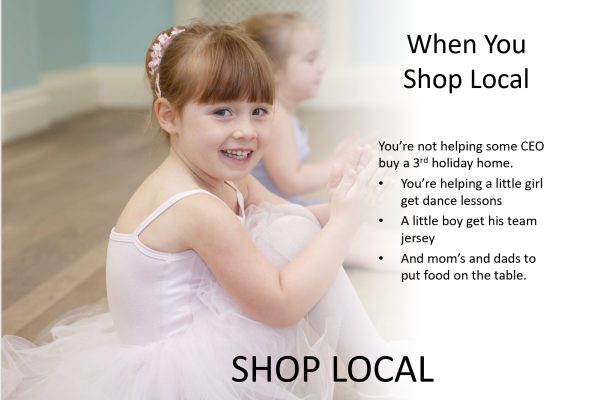 When You
Shop Local
You're not helping some CEO
buy a 3rd holiday home.
• You're helping a little girl
get dance lessons
• A little boy get his team
jersey
• And mom's and dads to
put food on the table.
SHOP LOCAL